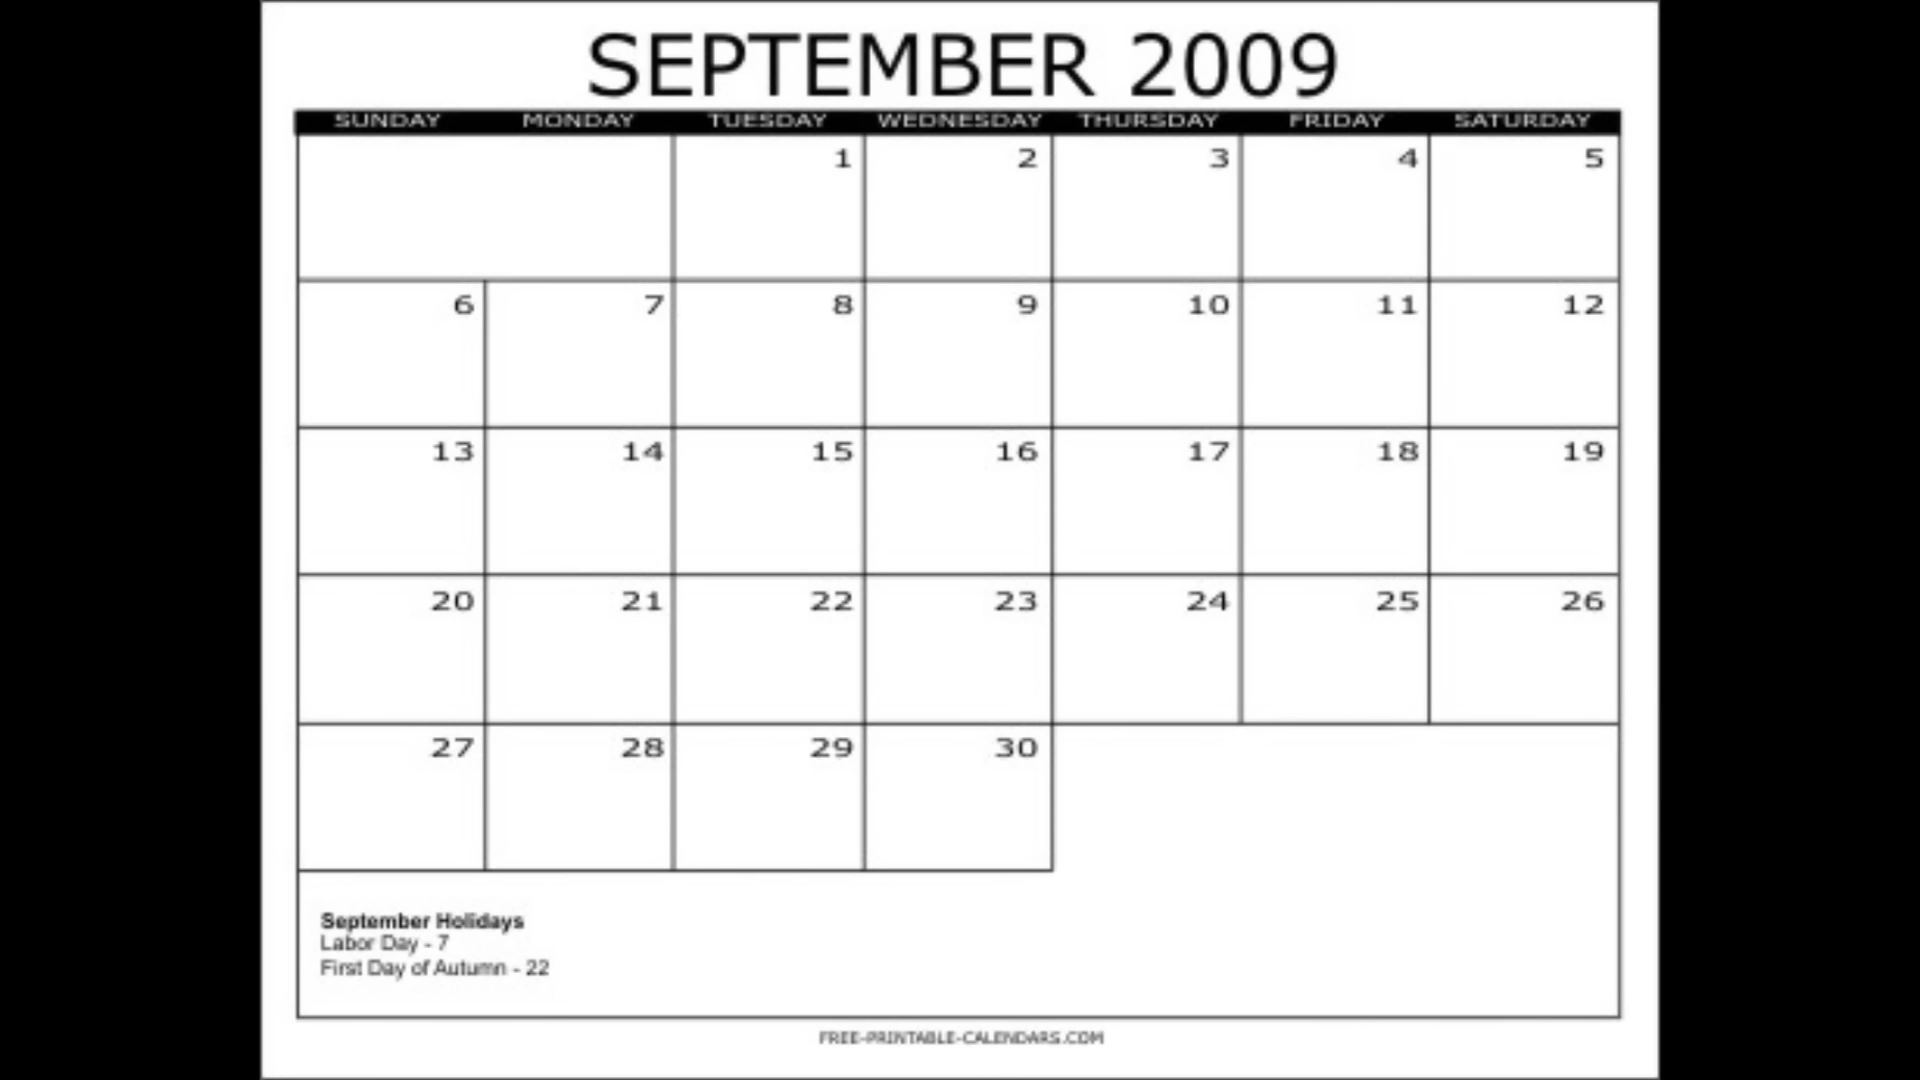 SEPTEMBER 2009
SUNDAY MONDAY TUESDAY WEDNESDAY THURSDAY FRIDAY SATURDAY
1 2 3 4 5
6 7 8 9 10 11 12
13 14 15 16 17 18 19
20 21 22 23 24 25 26
27 28 29 30
September Holidays
Labor Day - 7
First Day of Autumn - 22
FREE-PRINTABLE-CALENDARS.COM